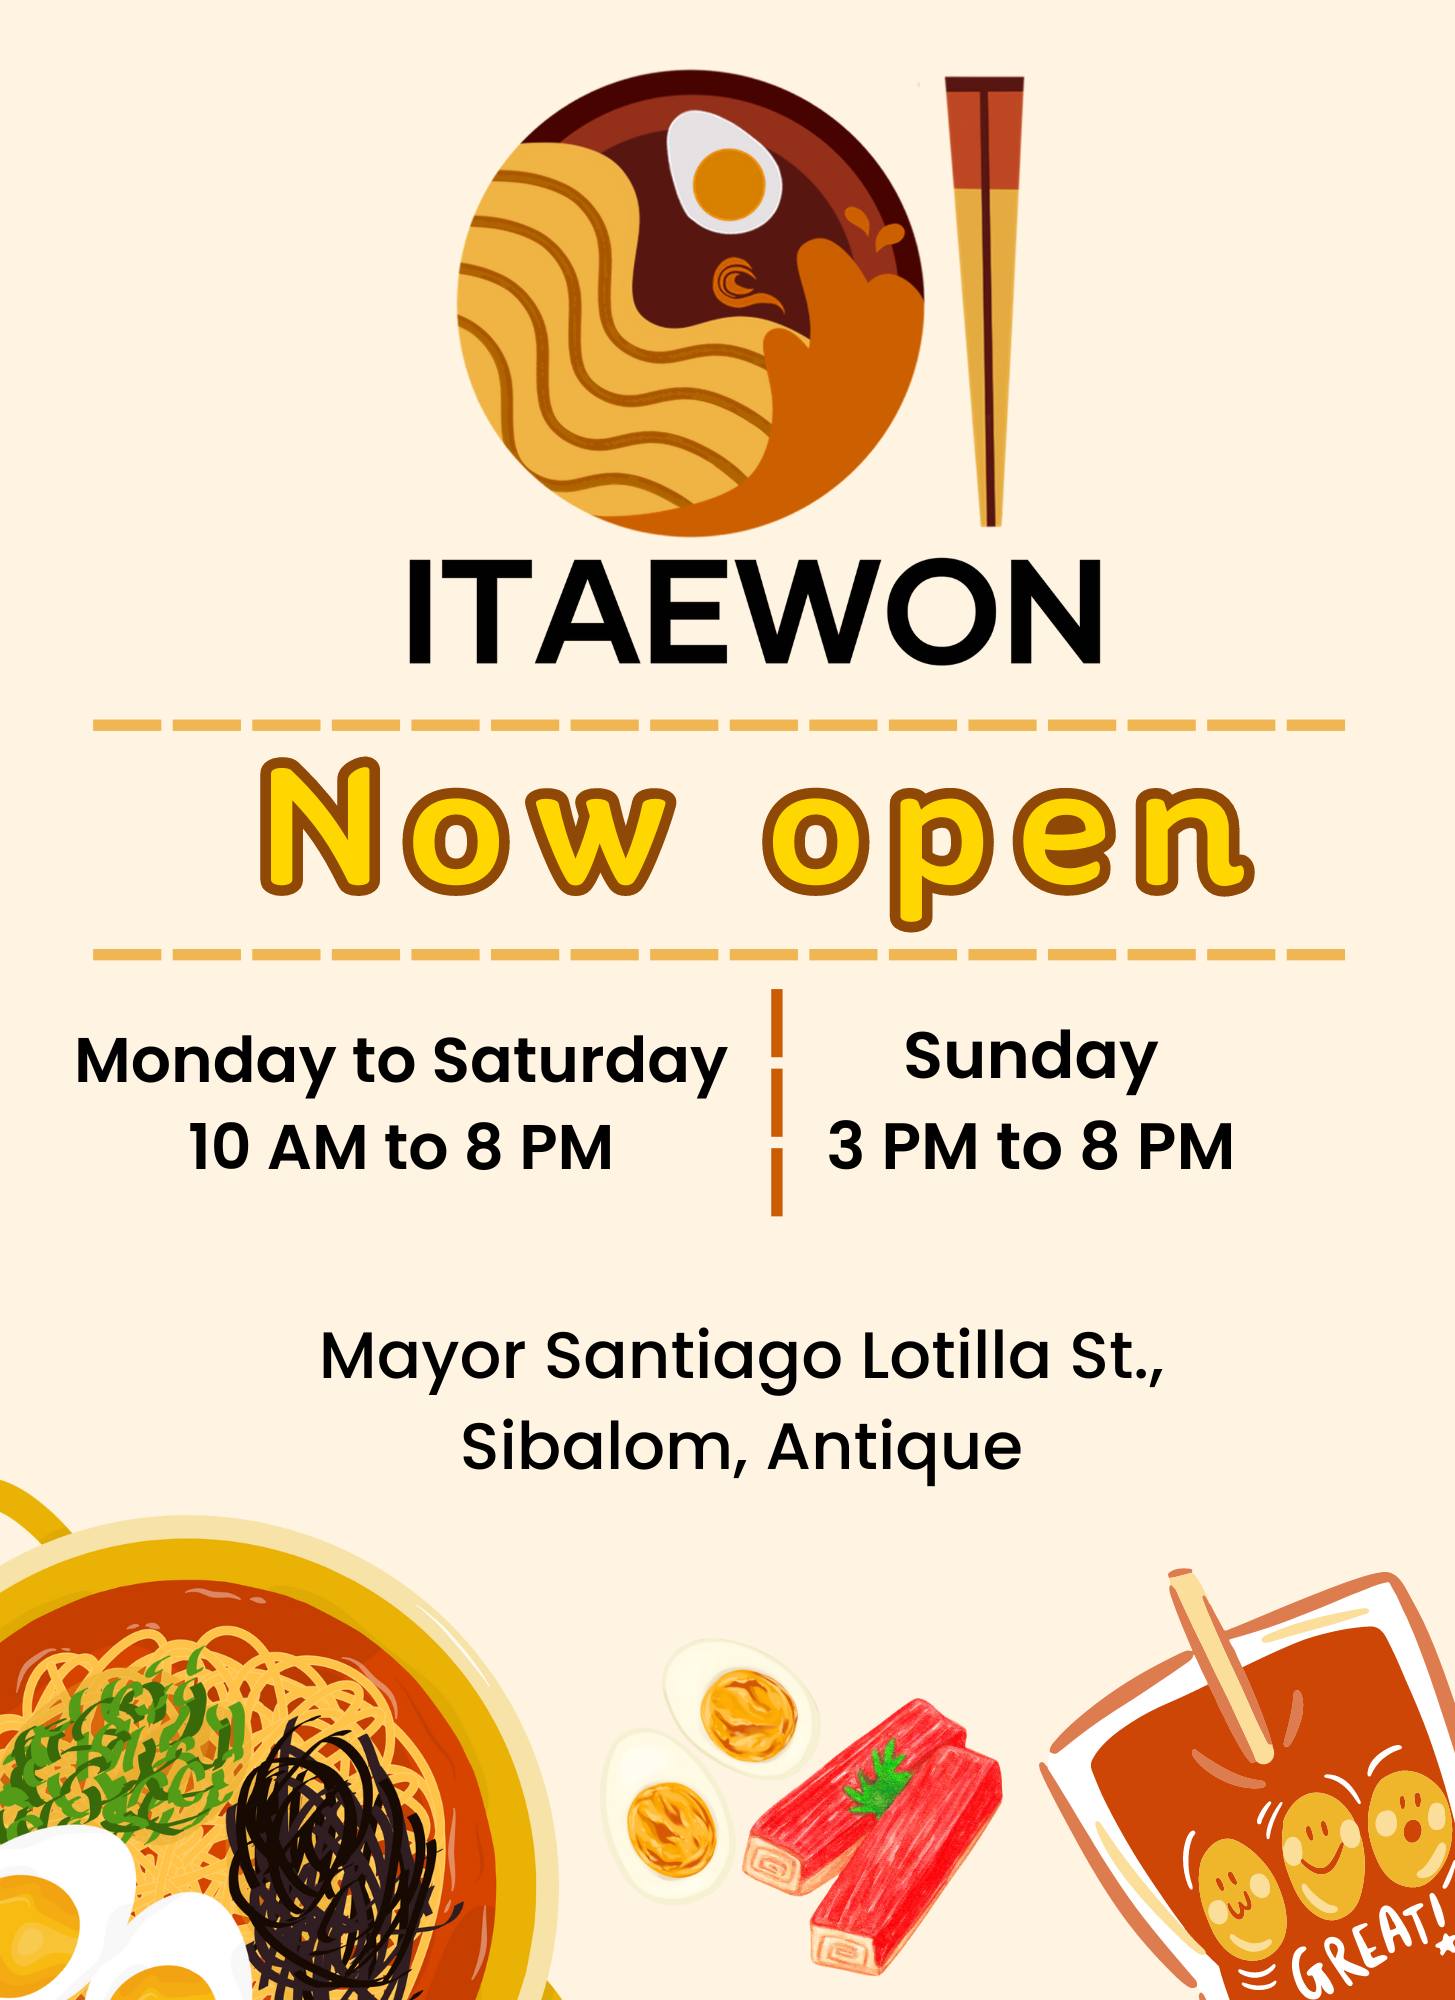 ITAEWON
Now open
Monday to Saturday
10 AM to 8 PM
Sunday
3 PM to 8 PM
Mayor Santiago Lotilla St.,
Sibalom, Antique
GREAT!